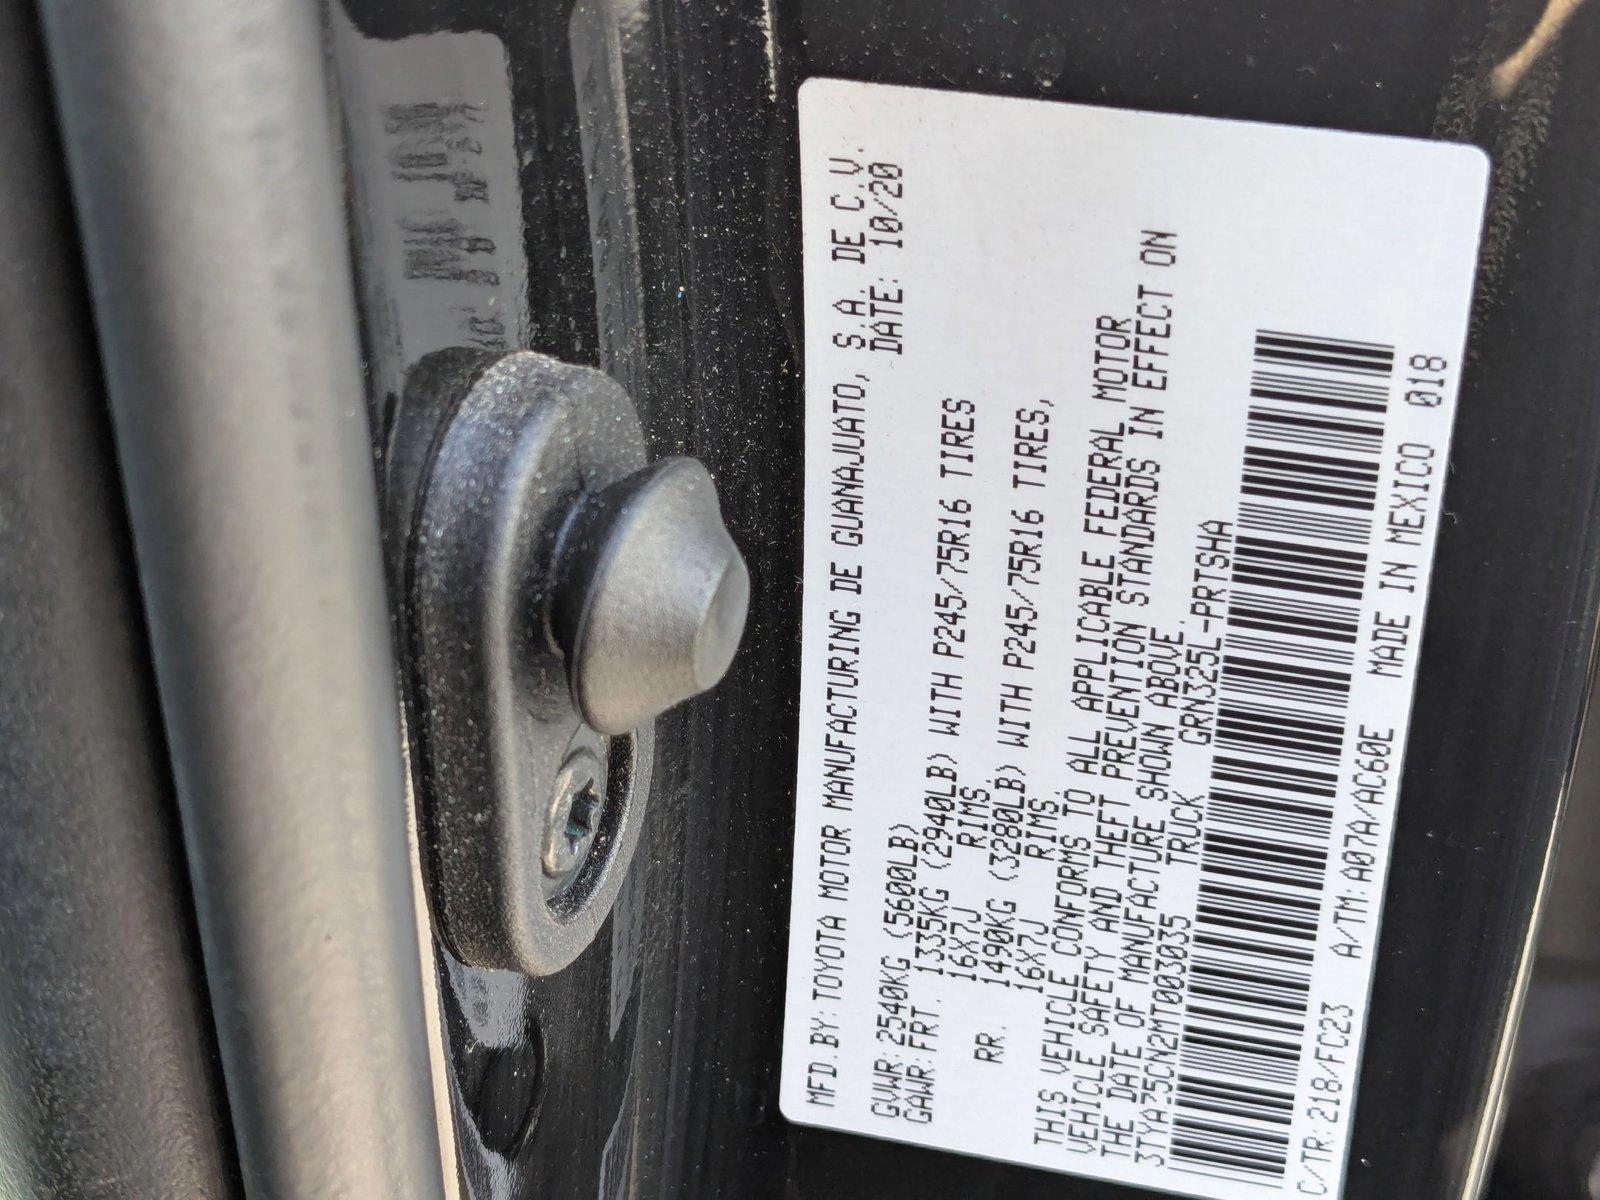 MFD. BY: TOYOTA MOTOR MANUFACTURING DE GUANAJUATO, S.A. DE C.V.
DATE: 10/20
GVWR: 2540KG (5600LB)
GAWR: FRT. 1335KG (2940LB) WITH P245/75R16 TIRES
16X7J RIMS,
RR. 1490KG (3280LB) WITH P245/75R16 TIRES,
16X7J RIMS.
THIS VEHICLE CONFORMS TO ALL APPLICABLE FEDERAL MOTOR
VEHICLE SAFETY AND THEFT PREVENTION STANDARDS IN EFFECT ON
THE DATE OF MANUFACTURE SHOWN ABOVE.
3TYAZ5CN2MT003035 TRUCK GRN325L-PRTSHA
C/TR: 218/FC23 A/TM: A07A/AC60E MADE IN MEXICO 018